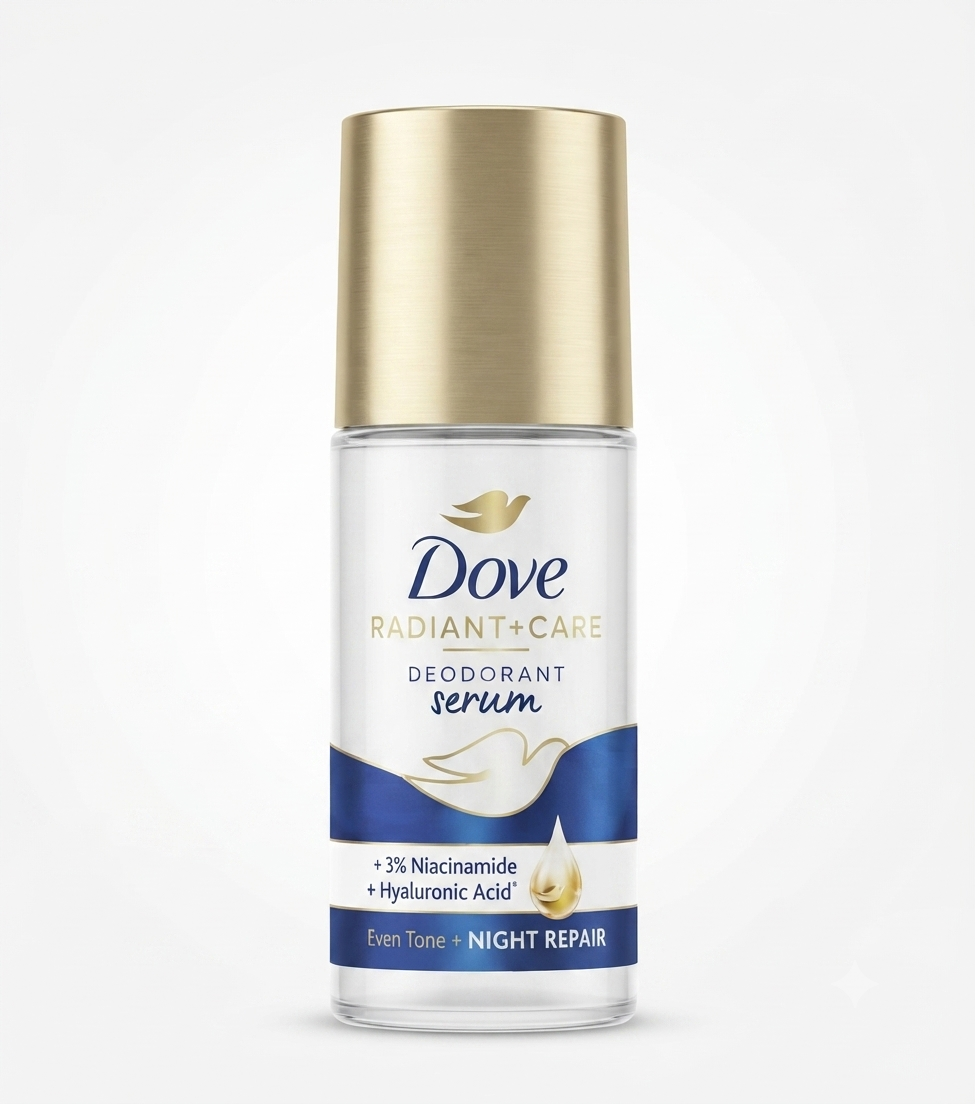 Dove
RADIANT+CARE
DEODORANT
serum
+ 3% Niacinamide
+ Hyaluronic Acid*
Even Tone + NIGHT REPAIR